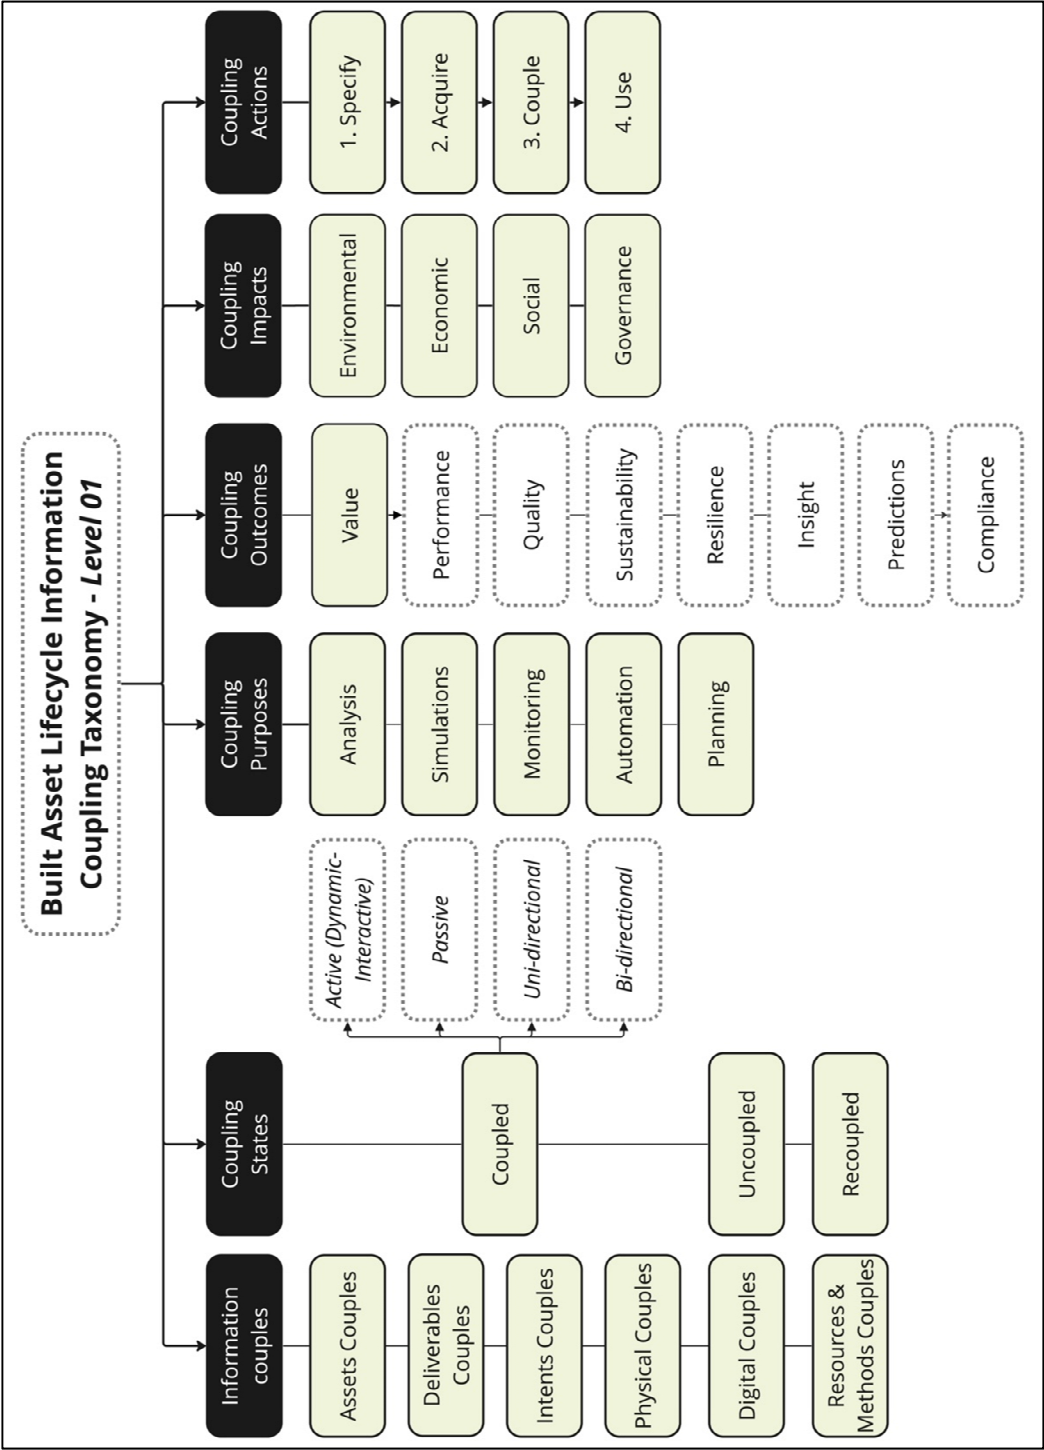 Built Asset Lifecycle Information
Coupling Taxonomy - Level 01
Information
couples
Assets Couples
Deliverables
Couples
Intents Couples
Physical Couples
Digital Couples
Resources &
Methods Couples
Coupling
States
Coupled
Active (Dynamic-
Interactive)
Passive
Uni-directional
Bi-directional
Uncoupled
Recoupled
Coupling
Purposes
Analysis
Simulations
Monitoring
Automation
Planning
Coupling
Outcomes
Value
Performance
Quality
Sustainability
Resilience
Insight
Predictions
Compliance
Coupling
Impacts
Environmental
Economic
Social
Governance
Coupling
Actions
1. Specify
2. Acquire
3. Couple
4. Use